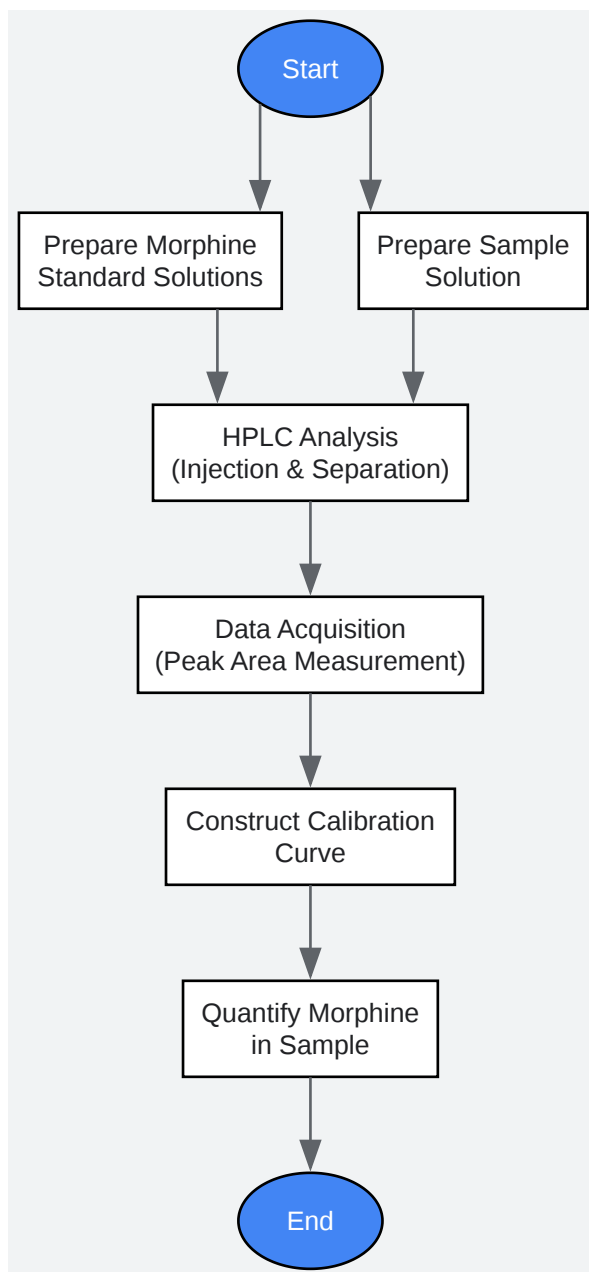 Start
Prepare Morphine
Standard Solutions
Prepare Sample
Solution
HPLC Analysis
(Injection & Separation)
Data Acquisition
(Peak Area Measurement)
Construct Calibration
Curve
Quantify Morphine
in Sample
End